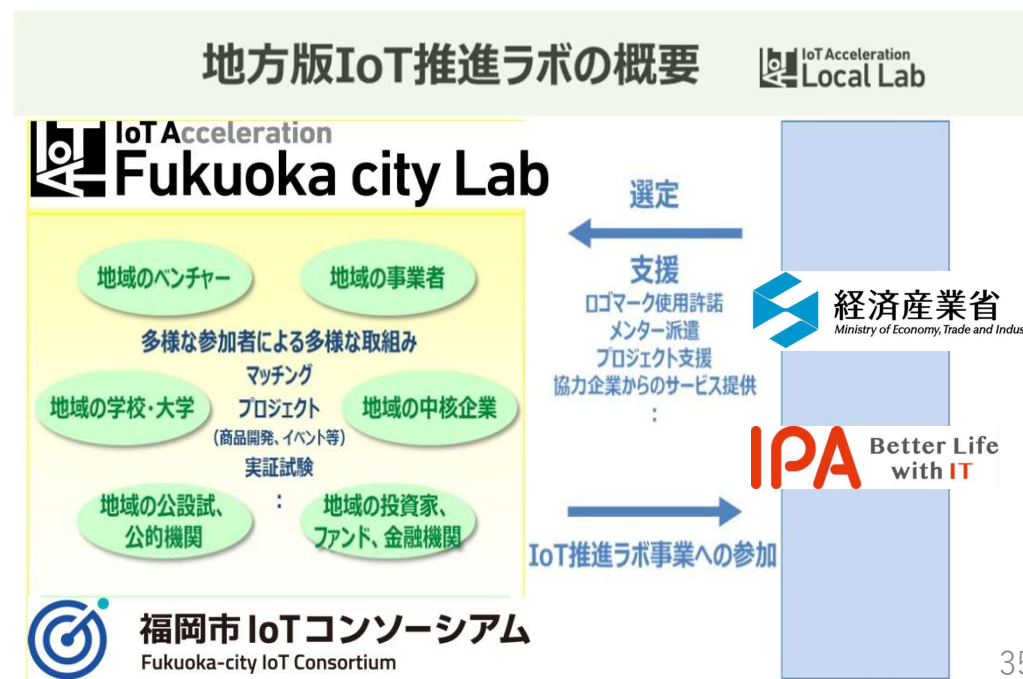 地方版IoT推進ラボの概要
IoT Acceleration
Local Lab
IoT Acceleration
Fukuoka city Lab
選定
地域のベンチャー
地域の事業者
支援
ロゴマーク使用許諾
メンター派遣
プロジェクト支援
協力企業からのサービス提供
:
経済産業省
Ministry of Economy, Trade and Indus
多様な参加者による多様な取組み
マッチング
地域の学校・大学
プロジェクト
地域の中核企業
(商品開発、イベント等)
実証試験
:
地域の公設試、
公的機関
地域の投資家、
ファンド、金融機関
IPA
Better Life
with IT
IoT推進ラボ事業への参加
福岡市IoTコンソーシアム
Fukuoka-city IoT Consortium
35